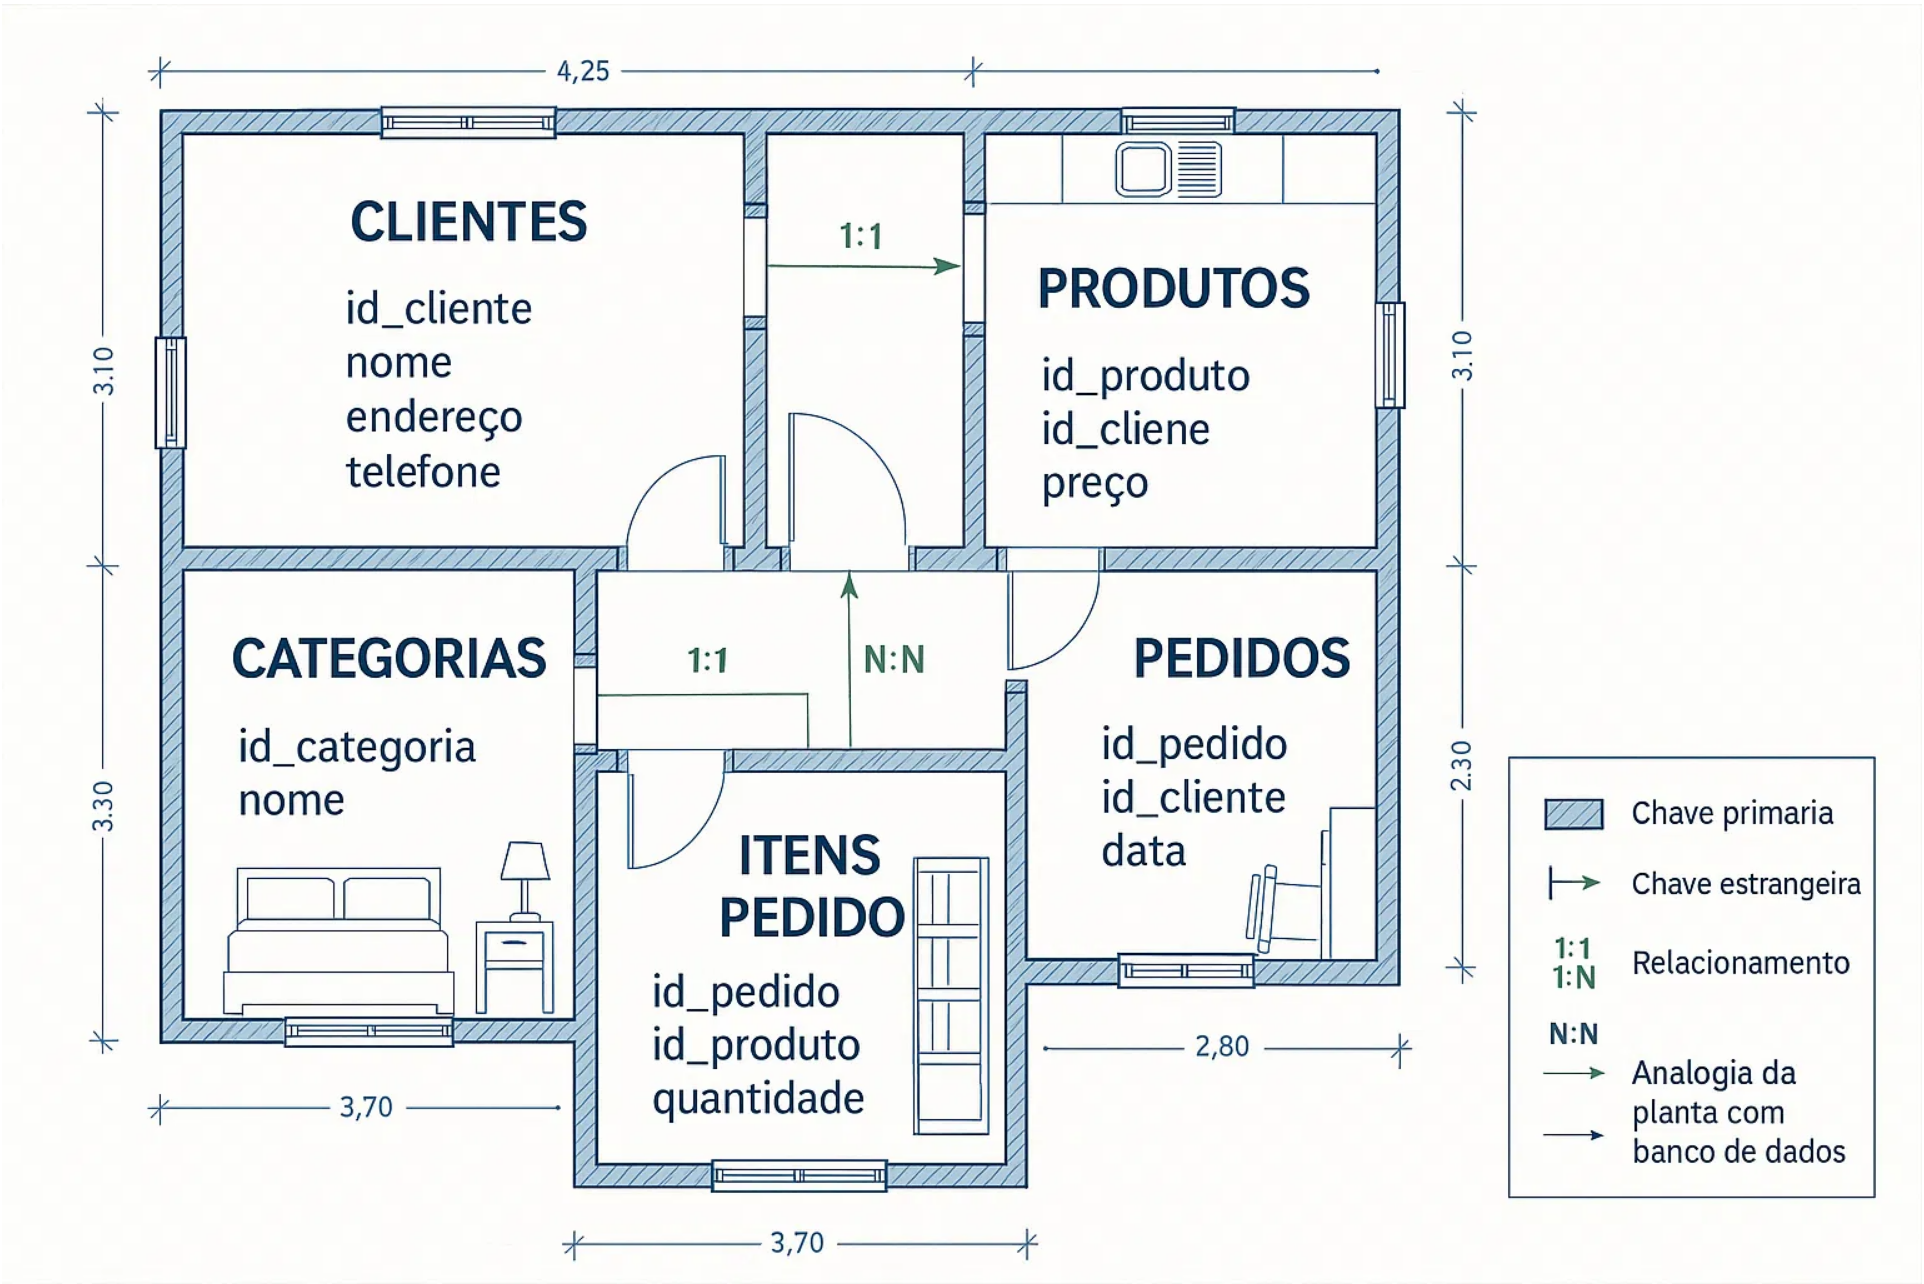 4,25
CLIENTES
id_cliente
nome
endereço
telefone
1:1
PRODUTOS
id_produto
id_cliene
preço
3.10
3.10
CATEGORIAS
id_categoria
nome
1:1
N:N
PEDIDOS
id_pedido
id_cliente
data
ITENS
PEDIDO
id_pedido
id_produto
quantidade
3.30
2.30
3,70
2,80
3,70
Chave primaria
Chave estrangeira
1:1
1:N
Relacionamento
N:N
Analogia da
planta com
banco de dados